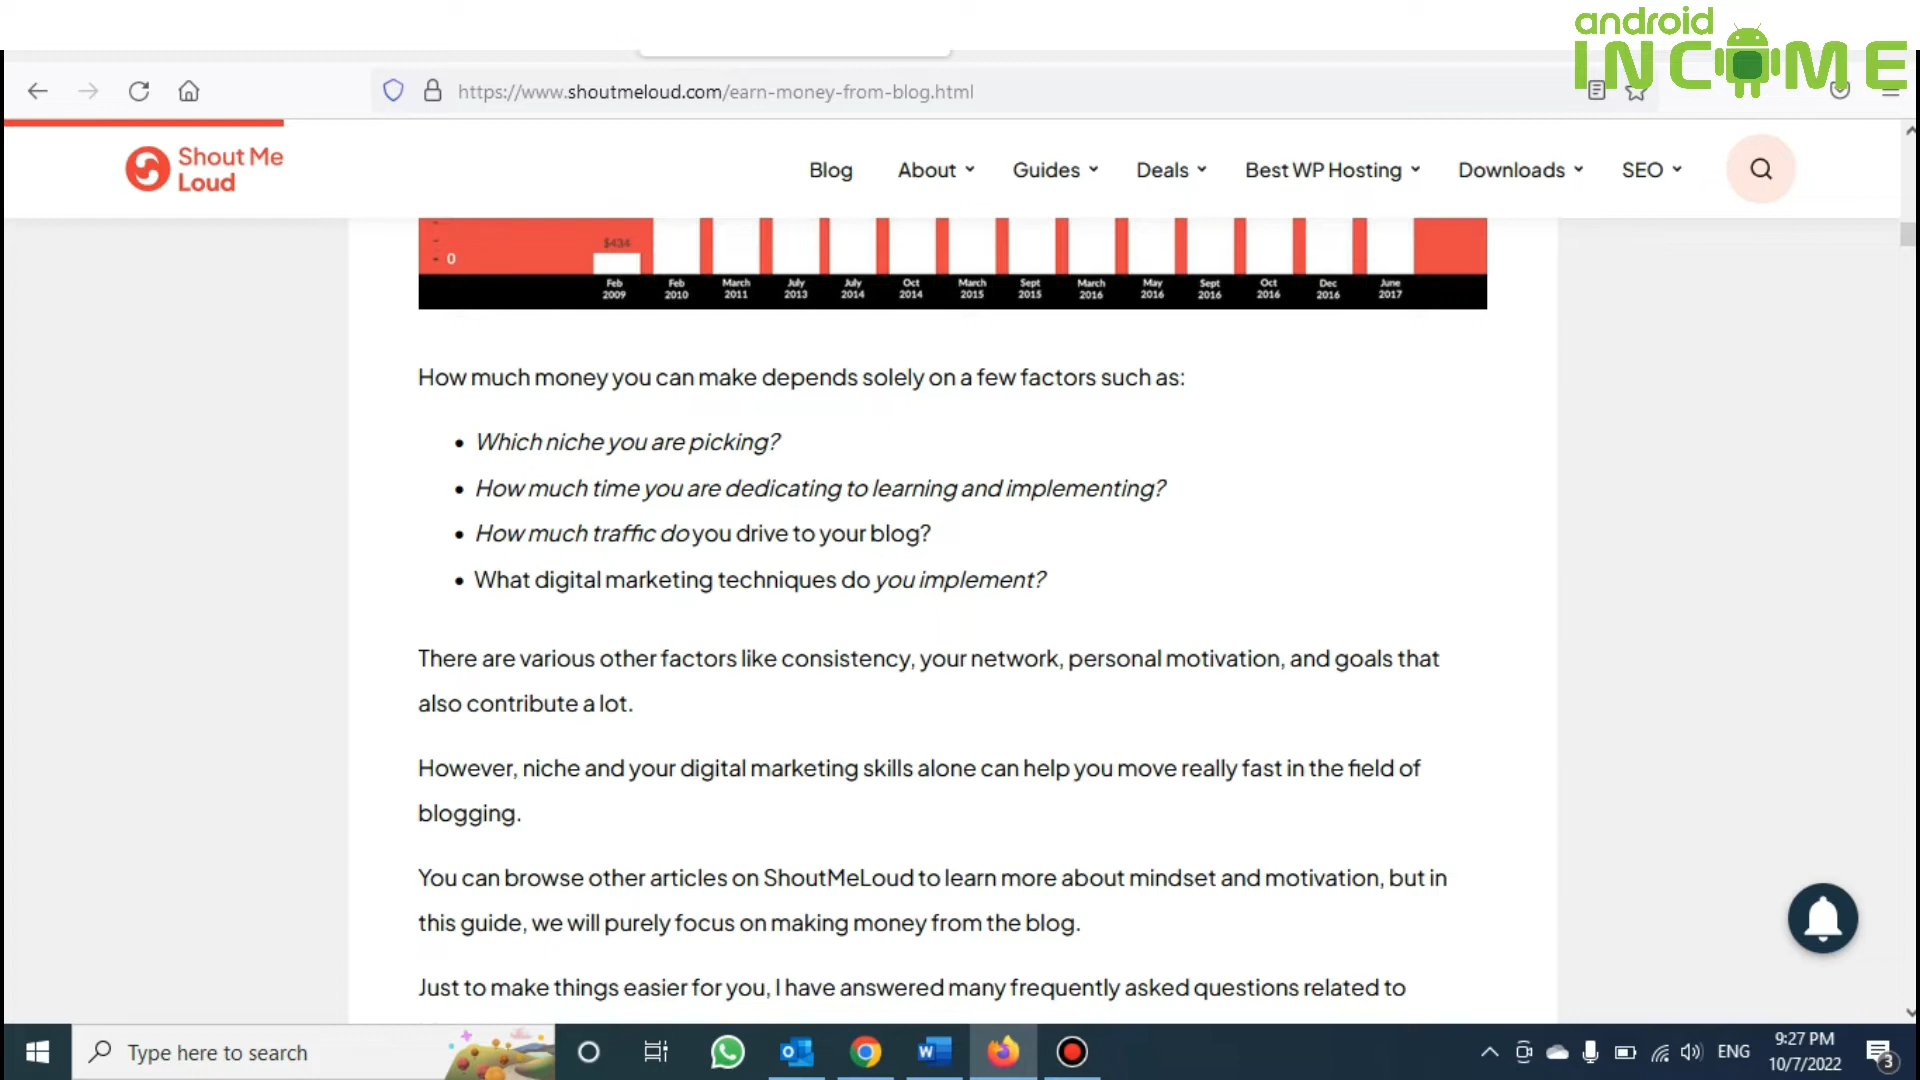 android
INCOME
https://www.shoutmeloud.com/earn-money-from-blog.html
Shout Me
Loud
Blog
About
Guides
Deals
Best WP Hosting
Downloads
SEO
$434
0
Feb 2009
Feb 2010
March 2011
July 2013
July 2014
Oct 2014
March 2015
Sept 2015
March 2016
May 2016
Sept 2016
Oct 2016
Dec 2016
June 2017
How much money you can make depends solely on a few factors such as:
• Which niche you are picking?
• How much time you are dedicating to learning and implementing?
• How much traffic do you drive to your blog?
• What digital marketing techniques do you implement?
There are various other factors like consistency, your network, personal motivation, and goals that
also contribute a lot.
However, niche and your digital marketing skills alone can help you move really fast in the field of
blogging.
You can browse other articles on ShoutMeLoud to learn more about mindset and motivation, but in
this guide, we will purely focus on making money from the blog.
Just to make things easier for you, I have answered many frequently asked questions related to
Type here to search
ENG
9:27 PM
10/7/2022
3